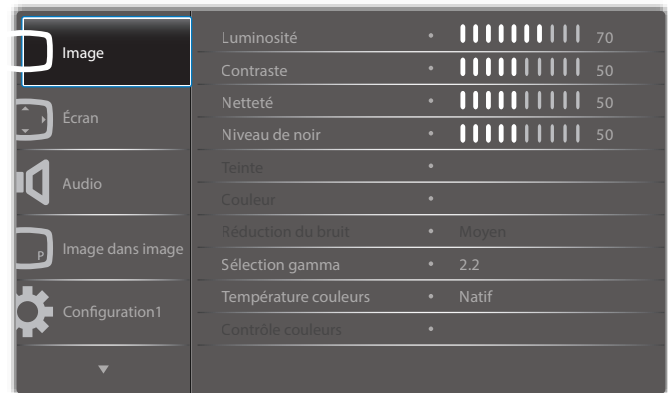 Image
Écran
Audio
P
Image dans image
Configuration1
Luminosité • 70
Contraste • 50
Netteté • 50
Niveau de noir • 50
Teinte •
Couleur •
Réduction du bruit • Moyen
Sélection gamma • 2.2
Température couleurs • Natif
Contrôle couleurs •